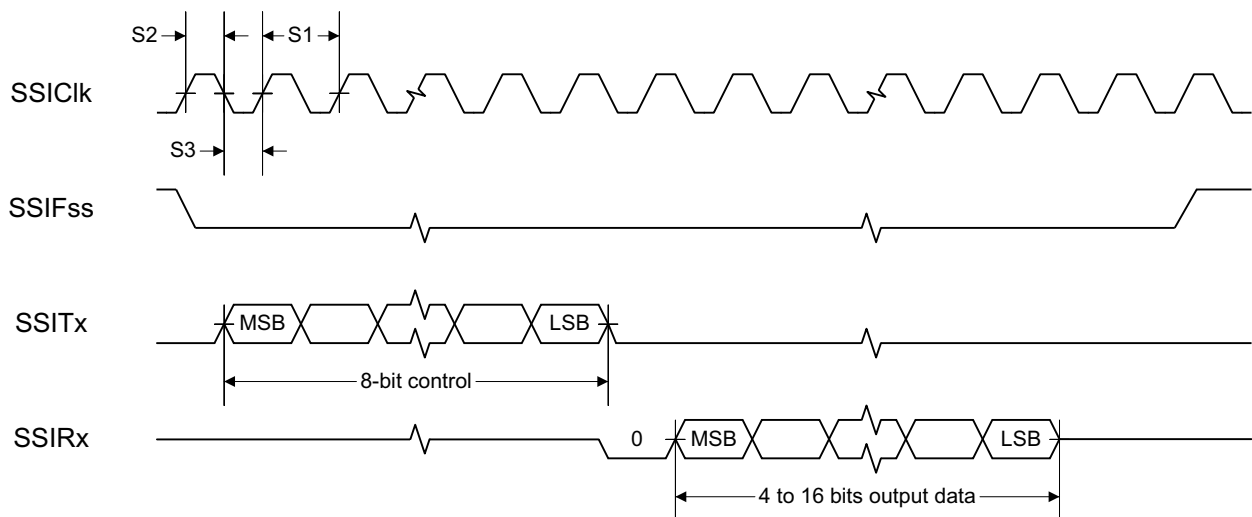 S2
S1
SSIClk
S3
SSIFss
SSITx
MSB
LSB
8-bit control
SSIRx
0
MSB
LSB
4 to 16 bits output data